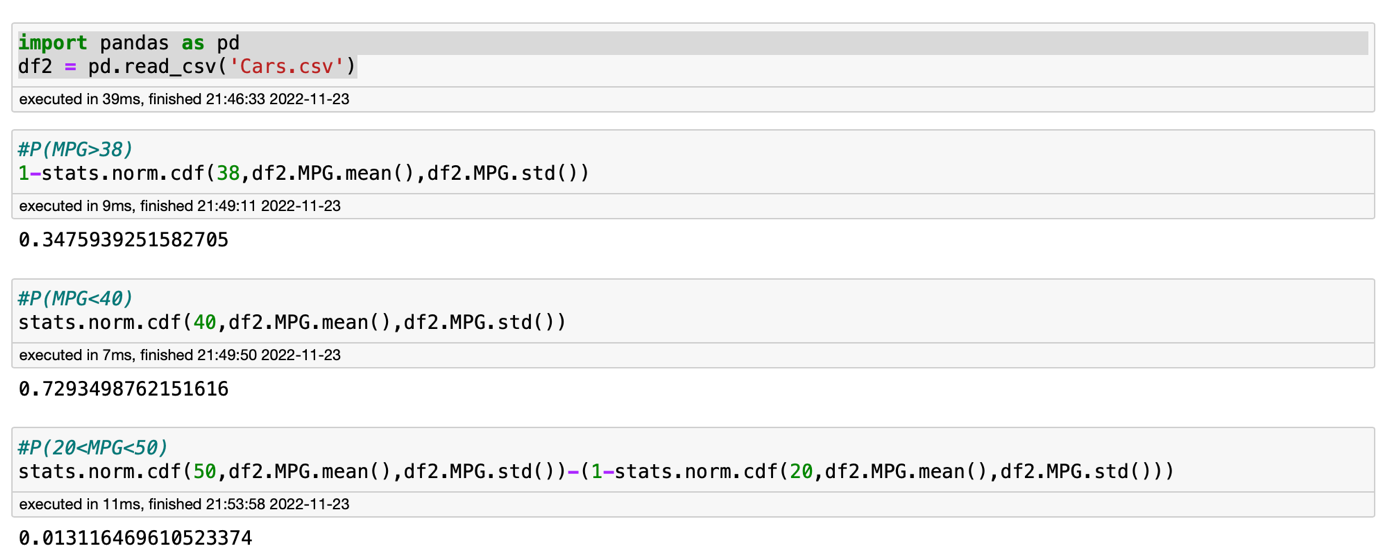 import pandas as pd
df2 = pd.read_csv('Cars.csv')
executed in 39ms, finished 21:46:33 2022-11-23
#P(MPG>38)
1-stats.norm.cdf(38,df2.MPG.mean(),df2.MPG.std())
executed in 9ms, finished 21:49:11 2022-11-23
0.3475939251582705
#P(MPG<40)
stats.norm.cdf(40,df2.MPG.mean(),df2.MPG.std())
executed in 7ms, finished 21:49:50 2022-11-23
0.7293498762151616
#P(20<MPG<50)
stats.norm.cdf(50,df2.MPG.mean(),df2.MPG.std())-(1-stats.norm.cdf(20,df2.MPG.mean(),df2.MPG.std()))
executed in 11ms, finished 21:53:58 2022-11-23
0.013116469610523374